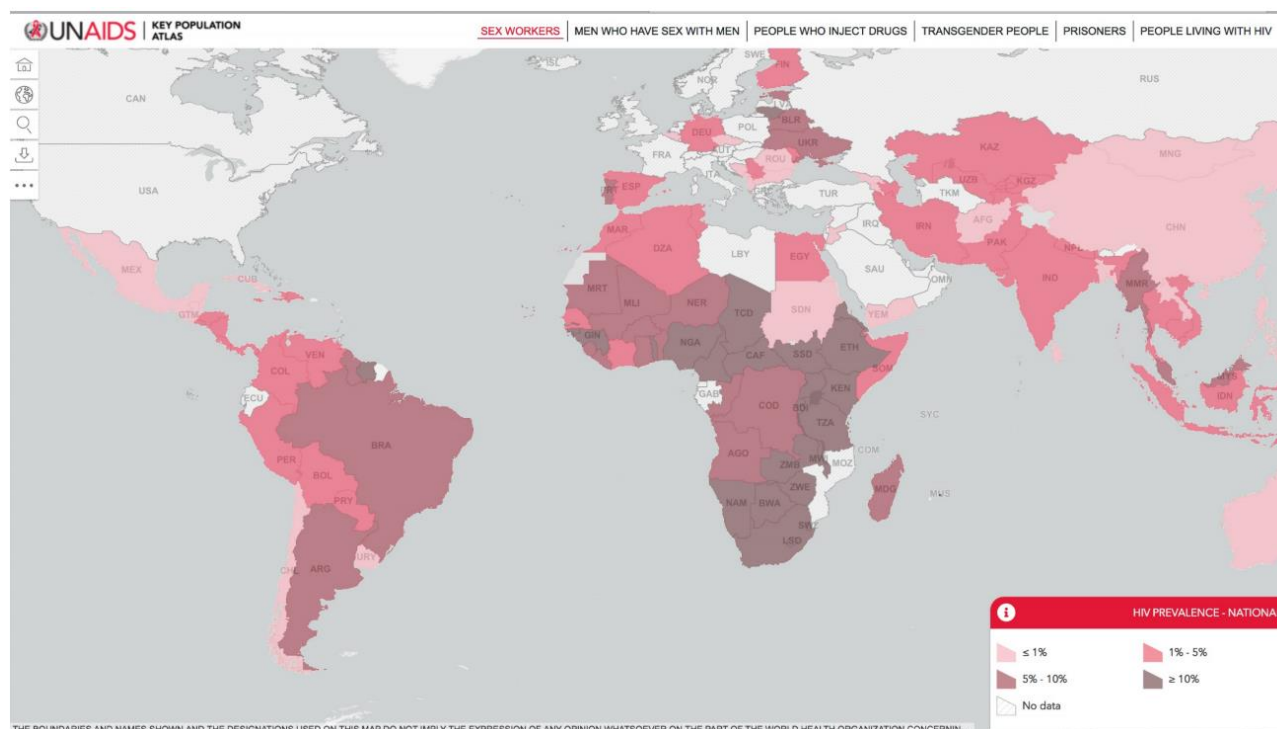 UNAIDS
KEY POPULATION
ATLAS
SEX WORKERS
MEN WHO HAVE SEX WITH MEN
PEOPLE WHO INJECT DRUGS
TRANSGENDER PEOPLE
PRISONERS
PEOPLE LIVING WITH HIV
ISL
SWE
FIN
NOR
RUS
CAN
BLR
DEU
POL
UKR
KAZ
FRA
AUT
ROU
MNG
ITA
UZB
KGZ
USA
PRT
ESP
TUR
TKM
AFG
CHN
IRQ
IRN
MAR
DZA
LBY
EGY
PAK
NPL
SAU
IND
MEX
CUB
OMN
MMR
MRT
MLI
NER
SDN
YEM
GTM
TCD
GIN
NGA
ETH
VEN
CAF
SSD
SOM
COL
KEN
MYS
ECU
GAB
COD
BDI
IDN
TZA
SYC
BRA
AGO
MWI
COM
PER
ZMB
MOZ
BOL
ZWE
MDG
MUS
PRY
NAM
BWA
SWZ
LSO
URY
CHL
ARG
HIV PREVALENCE - NATIONA
≤ 1%
1% - 5%
5% - 10%
≥ 10%
No data
THE BOUNDARIES AND NAMES SHOWN AND THE DESIGNATIONS USED ON THIS MAP DO NOT IMPLY THE EXPRESSION OF ANY OPINION WHATSOEVER ON THE PART OF THE WORLD HEALTH ORGANIZATION CONCERNIN